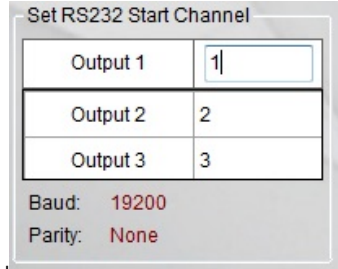 Set RS232 Start Channel
Output 1 1
Output 2 2
Output 3 3
Baud: 19200
Parity: None